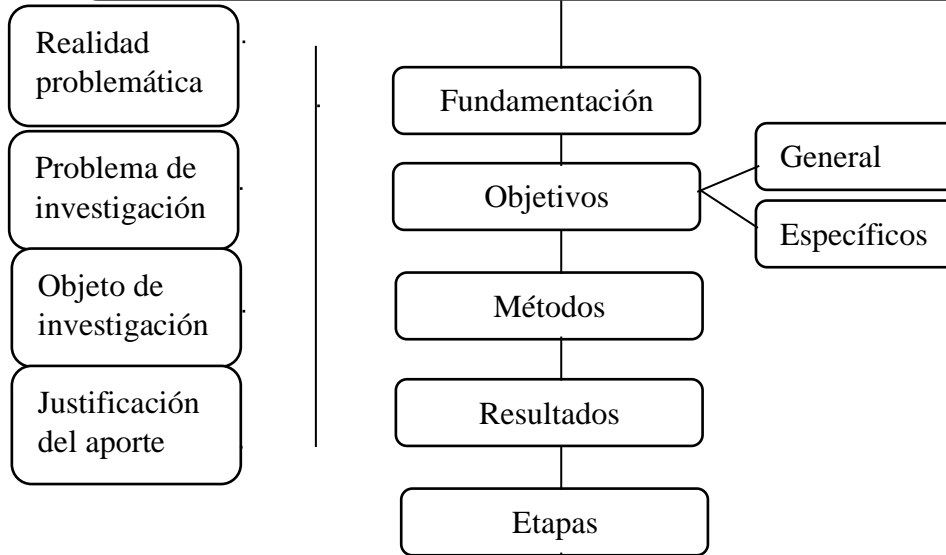 Realidad
problemática
Problema de
investigación
Objeto de
investigación
Justificación
del aporte
Fundamentación
Objetivos
General
Específicos
Métodos
Resultados
Etapas